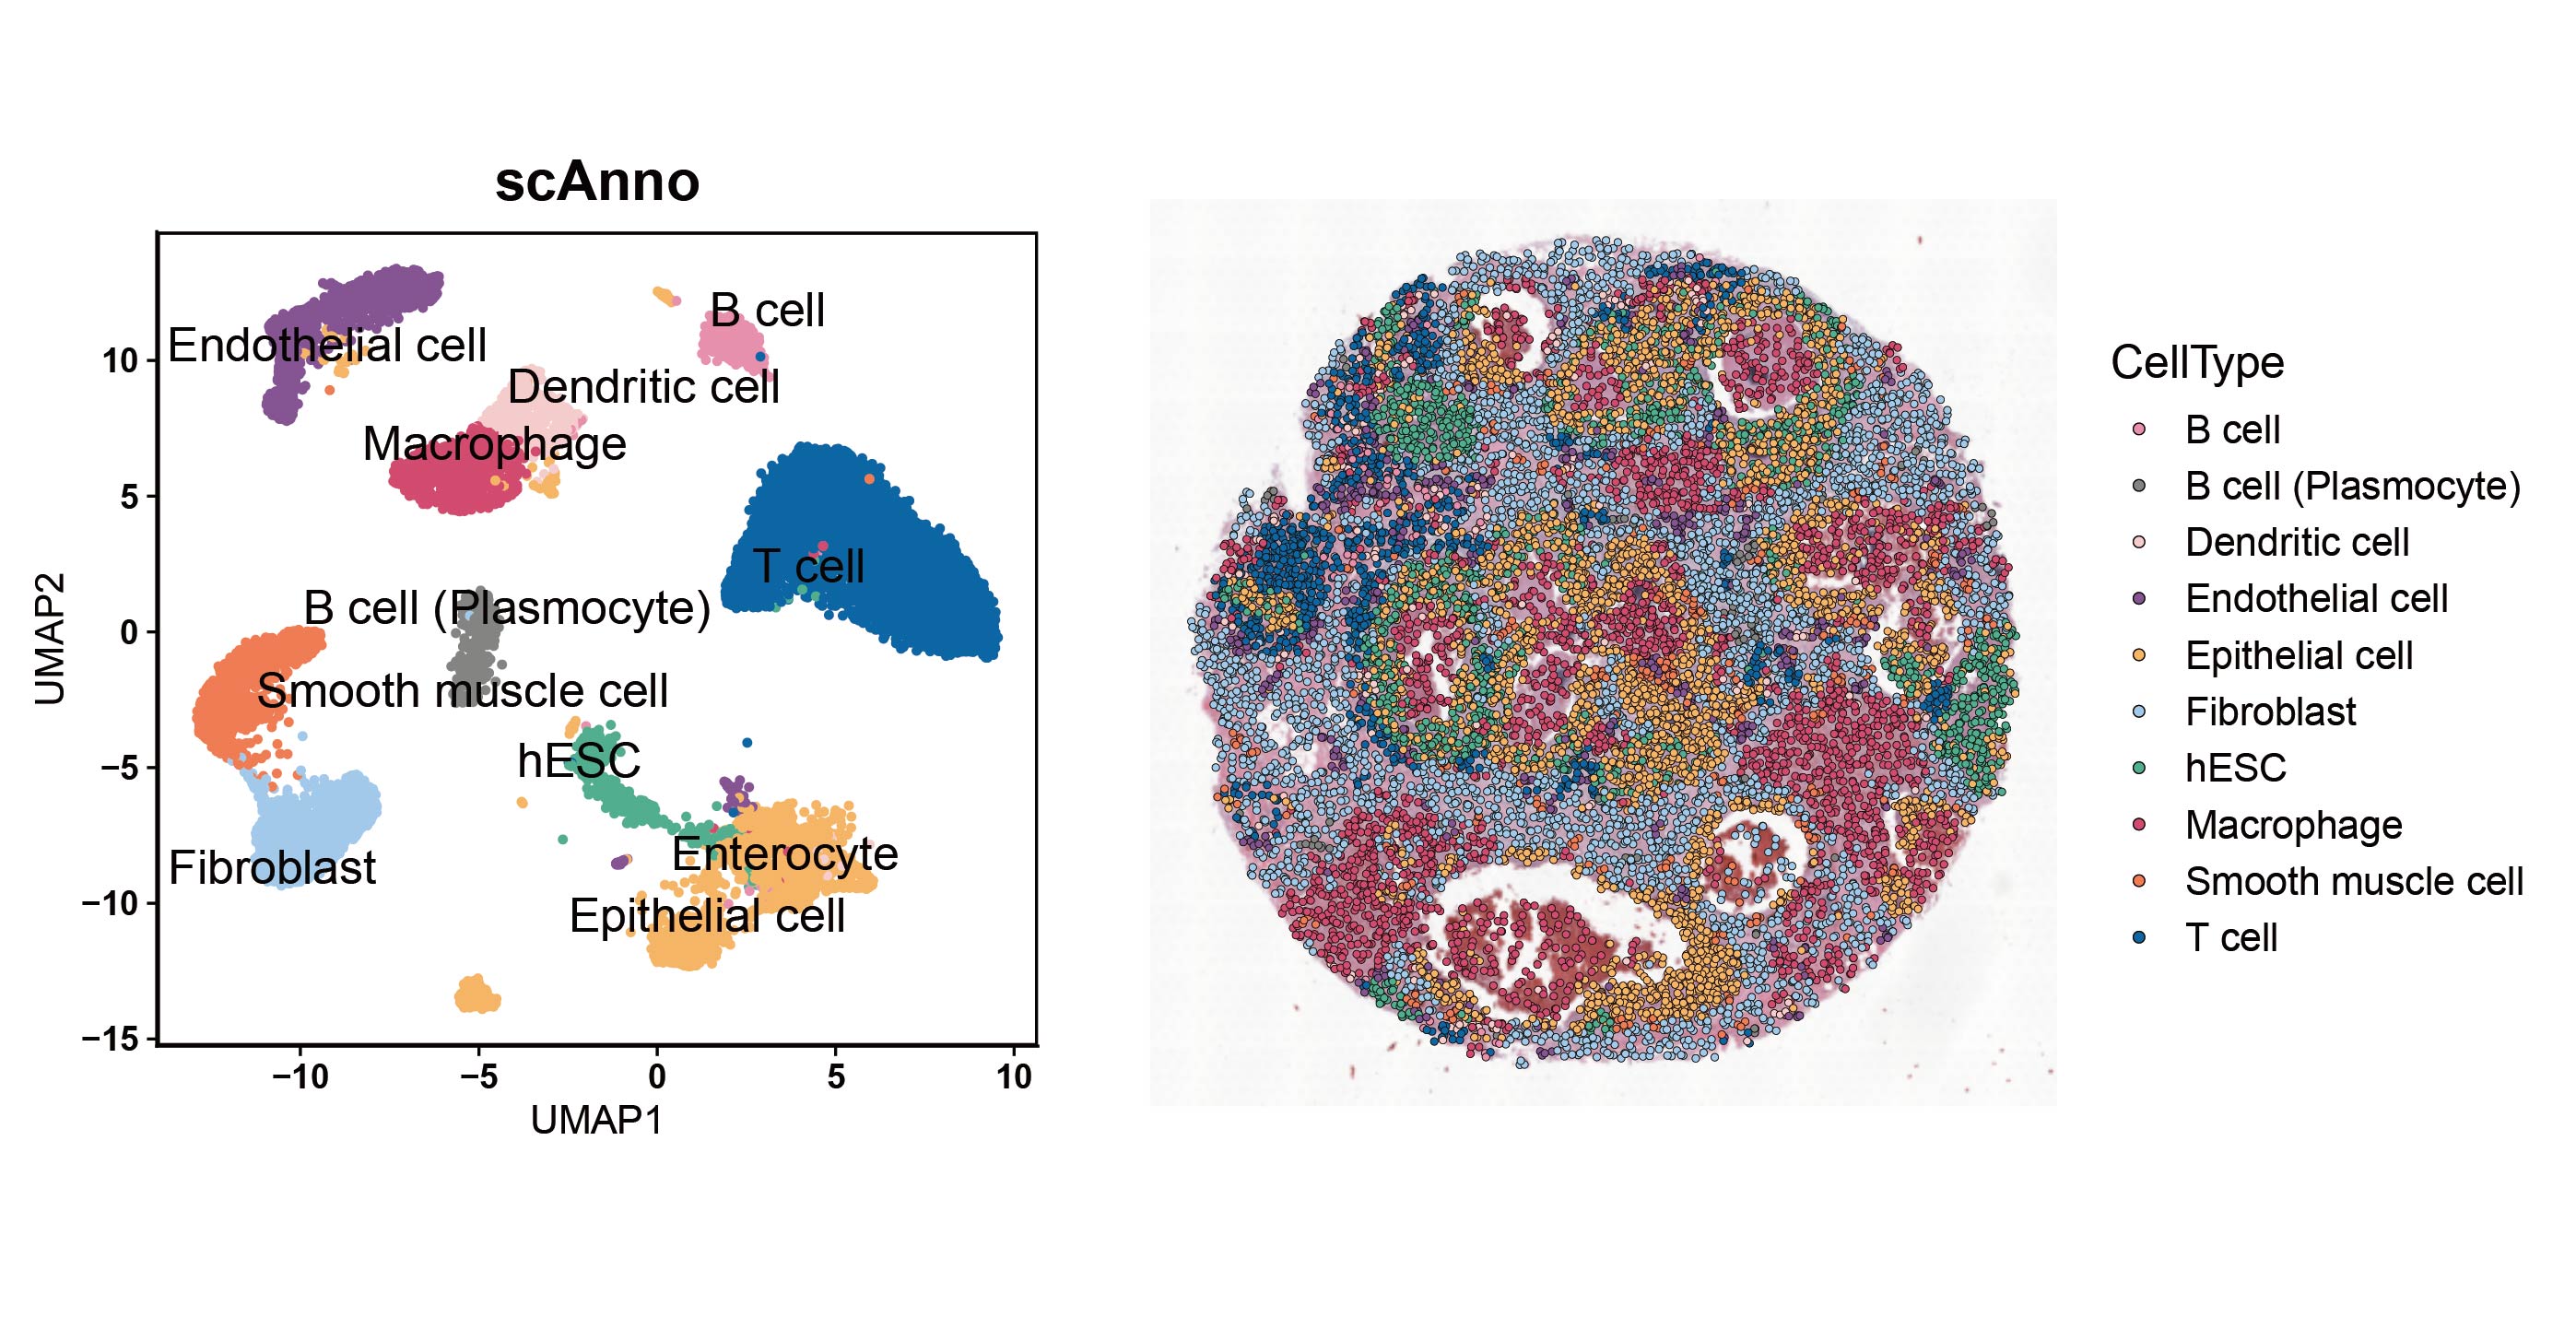 scAnno
B cell
Endothelial cell
Dendritic cell
Macrophage
T cell
B cell (Plasmocyte)
Smooth muscle cell
hESC
Enterocyte
Fibroblast
Epithelial cell
10
5
0
−5
−10
−15
UMAP2
−10
−5
0
5
10
UMAP1
CellType
B cell
B cell (Plasmocyte)
Dendritic cell
Endothelial cell
Epithelial cell
Fibroblast
hESC
Macrophage
Smooth muscle cell
T cell